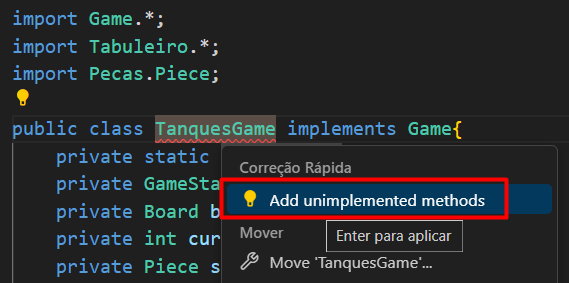 import Game.*;
import Tabuleiro.*;
import Pecas.Piece;
public class TanquesGame implements Game{
private static
private GameSta
private Board b
private int cur
private Piece s
Correção Rápida
Add unimplemented methods
Mover
Enter para aplicar
Move 'TanquesGame'...